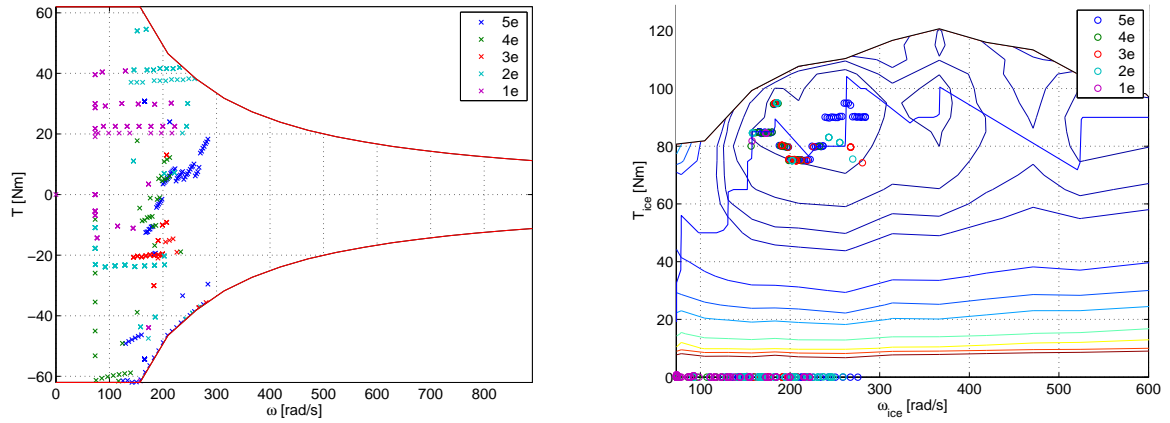 60
40
20
0
−20
−40
−60
T [Nm]
0 100 200 300 400 500 600 700 800
ω [rad/s]
5e
4e
3e
2e
1e
120
100
80
60
40
20
0
T_ice [Nm]
100 200 300 400 500 600
ω_ice [rad/s]
5e
4e
3e
2e
1e